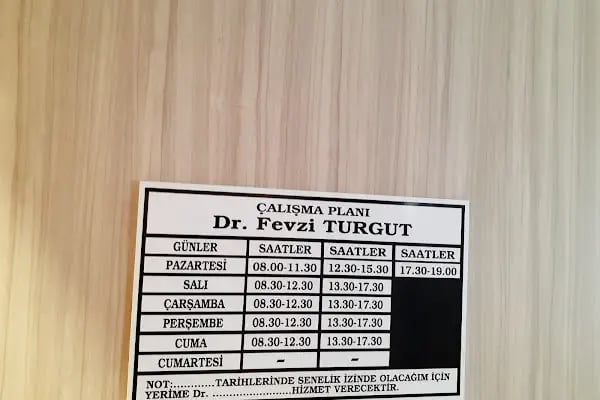 ÇALIŞMA PLANI
Dr. Fevzi TURGUT
GÜNLER SAATLER SAATLER SAATLER
PAZARTESİ 08.00-11.30 12.30-15.30 17.30-19.00
SALI 08.30-12.30 13.30-17.30
ÇARŞAMBA 08.30-12.30 13.30-17.30
PERŞEMBE 08.30-12.30 13.30-17.30
CUMA 08.30-12.30 13.30-17.30
CUMARTESİ - -
NOT:............TARİHLERİNDE SENELİK İZİNDE OLACAĞIM İÇİN
YERİME Dr. ........................HİZMET VERECEKTİR.